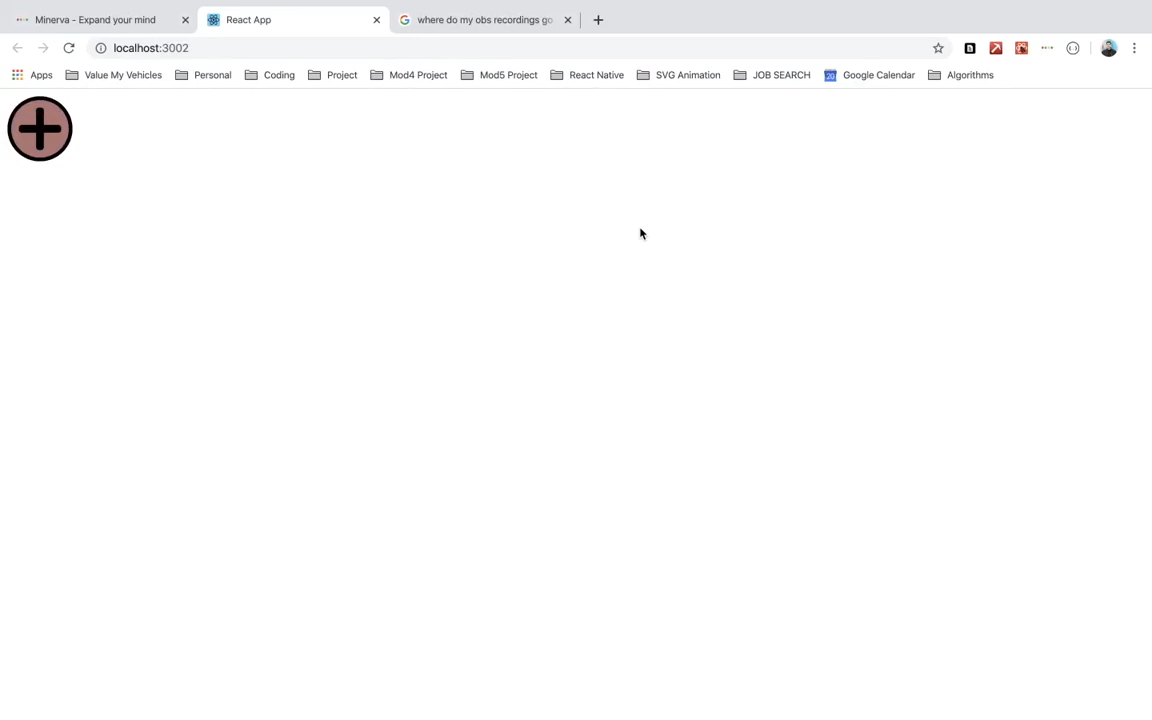 Minerva - Expand your mind
React App
where do my obs recordings go
localhost:3002
Apps
Value My Vehicles
Personal
Coding
Project
Mod4 Project
Mod5 Project
React Native
SVG Animation
JOB SEARCH
20
Google Calendar
Algorithms